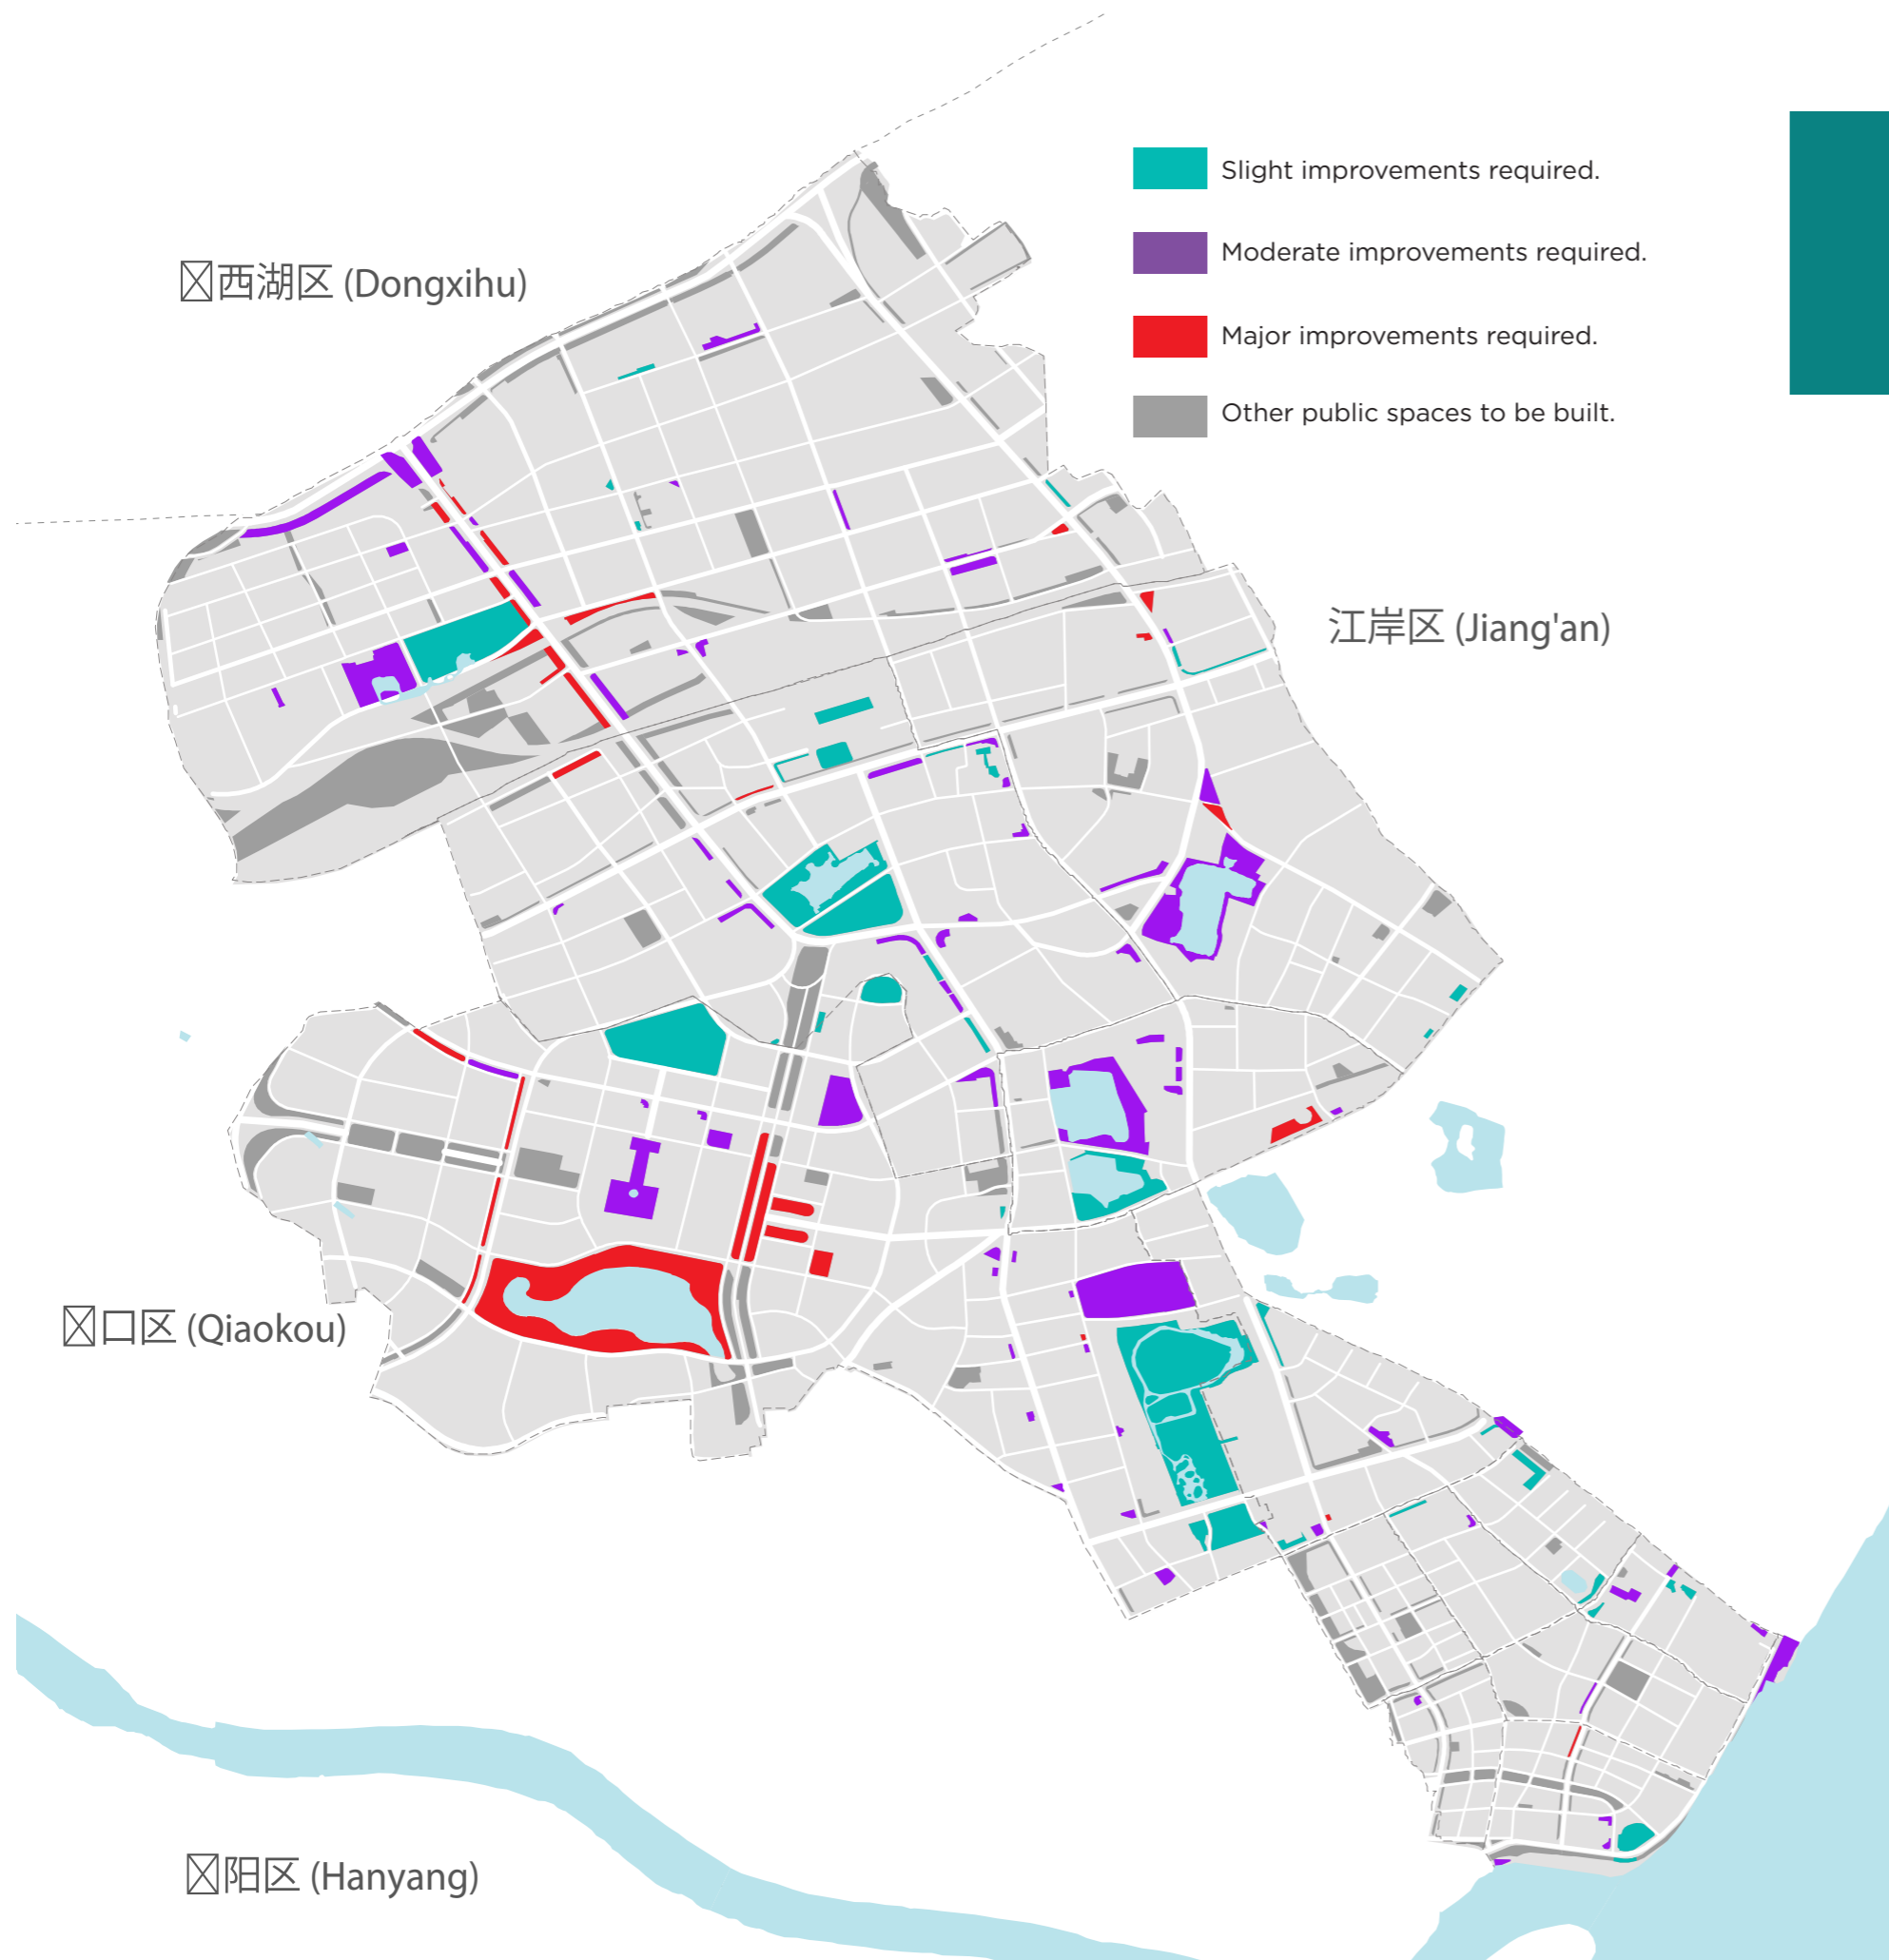 Slight improvements required.
Moderate improvements required.
西湖区 (Dongxihu)
Major improvements required.
Other public spaces to be built.
江岸区 (Jiang'an)
口区 (Qiaokou)
阳区 (Hanyang)